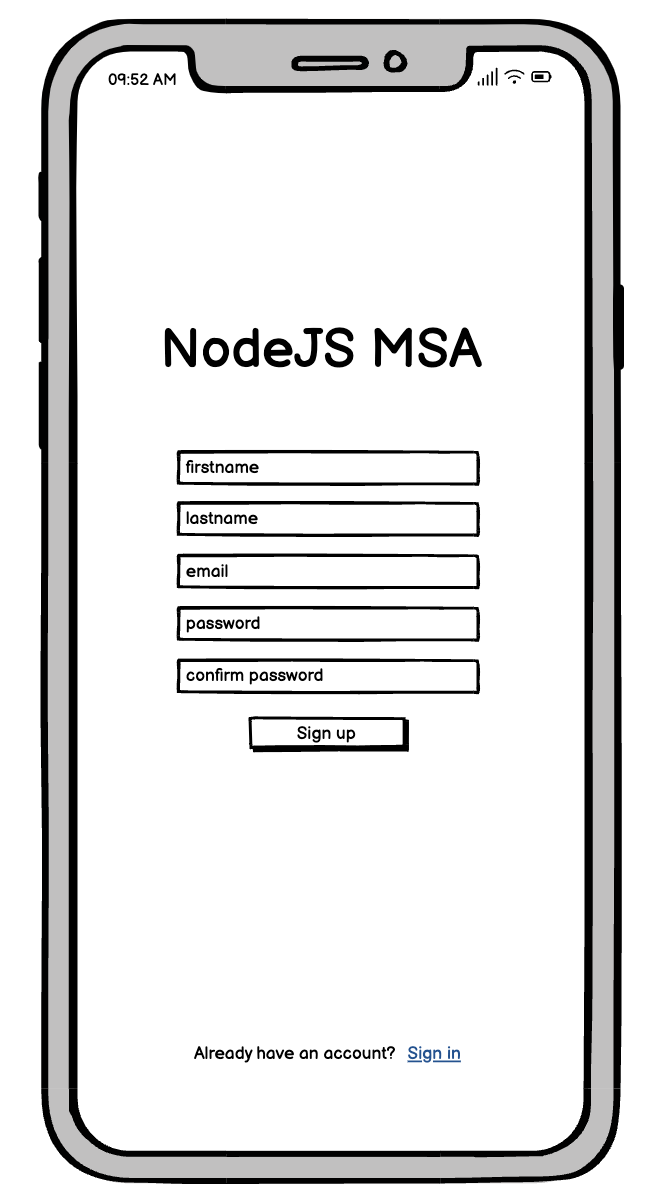 09:52 AM
NodeJS MSA
firstname
lastname
email
password
confirm password
Sign up
Already have an account? Sign in